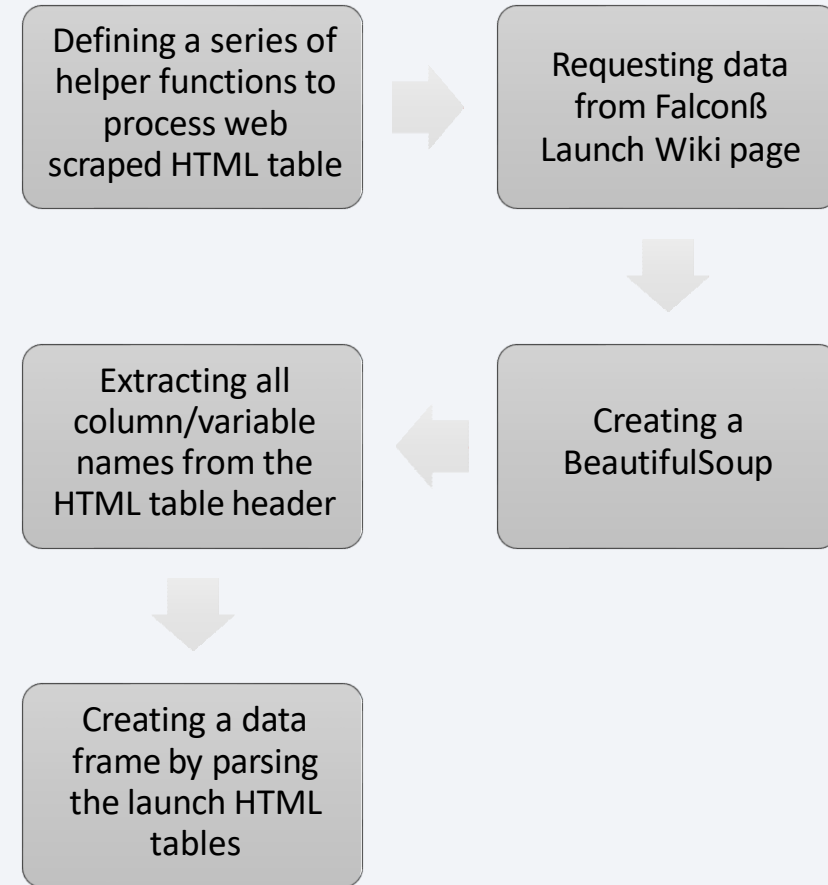 Defining a series of
helper functions to
process web
scraped HTML table
Requesting data
from Falconß
Launch Wiki page
Creating a
BeautifulSoup
Extracting all
column/variable
names from the
HTML table header
Creating a data
frame by parsing
the launch HTML
tables